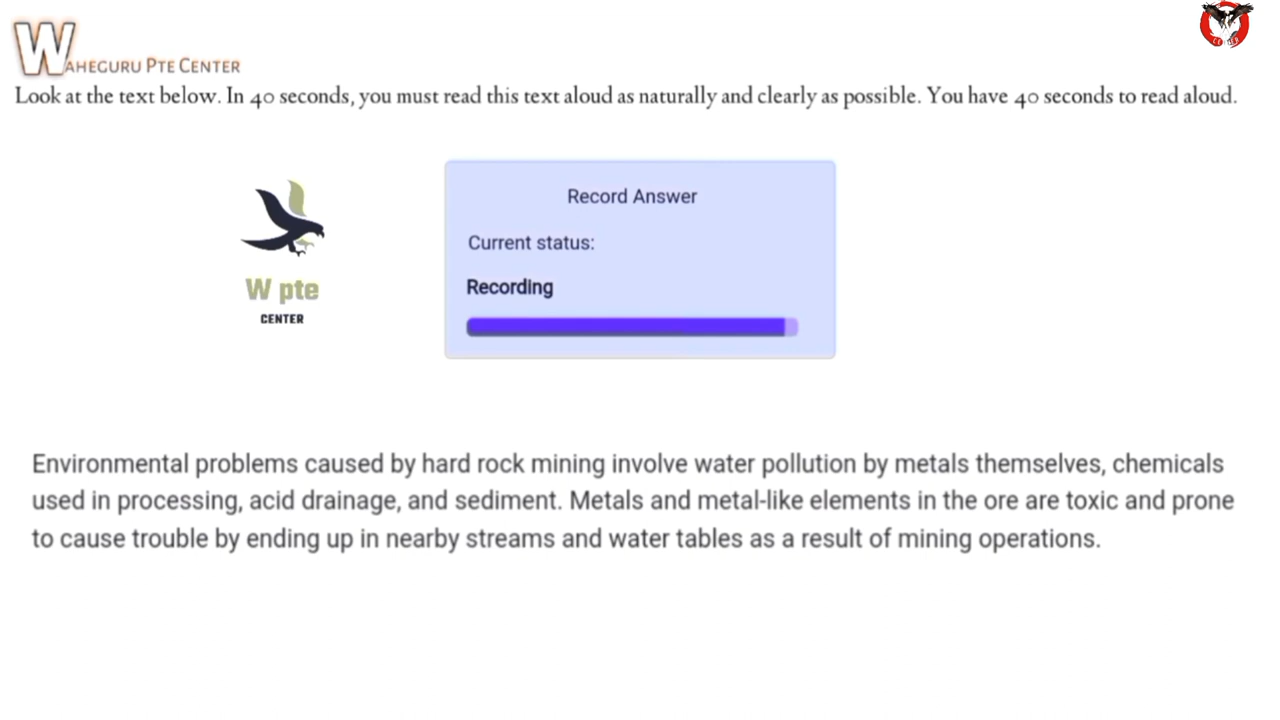 WAHEGURU PTE CENTER
Look at the text below. In 40 seconds, you must read this text aloud as naturally and clearly as possible. You have 40 seconds to read aloud.
Record Answer
Current status:
Recording
W pte
CENTER
Environmental problems caused by hard rock mining involve water pollution by metals themselves, chemicals
used in processing, acid drainage, and sediment. Metals and metal-like elements in the ore are toxic and prone
to cause trouble by ending up in nearby streams and water tables as a result of mining operations.